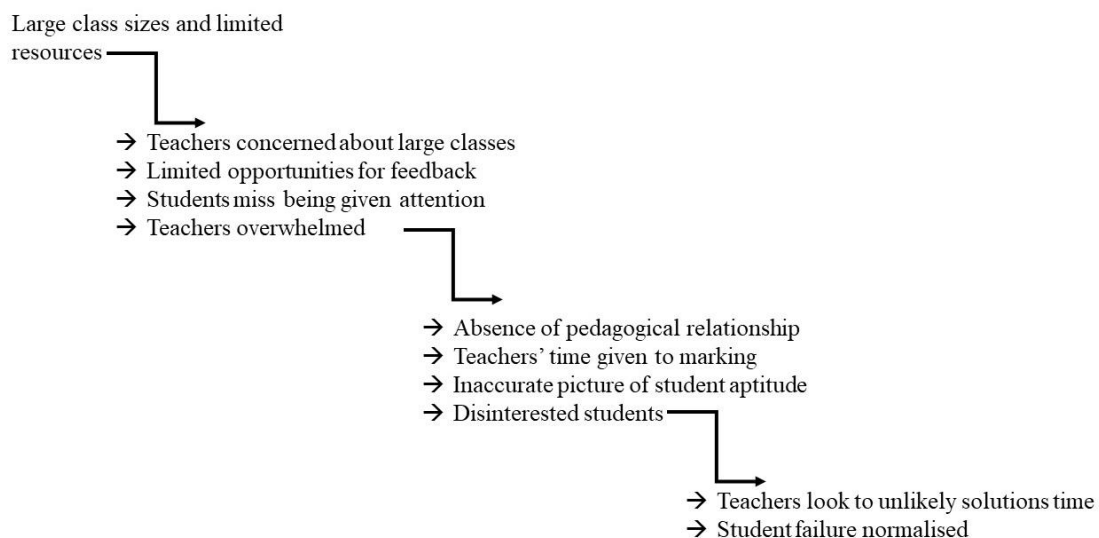 Large class sizes and limited
resources
→ Teachers concerned about large classes
→ Limited opportunities for feedback
→ Students miss being given attention
→ Teachers overwhelmed
→ Absence of pedagogical relationship
→ Teachers’ time given to marking
→ Inaccurate picture of student aptitude
→ Disinterested students
→ Teachers look to unlikely solutions time
→ Student failure normalised